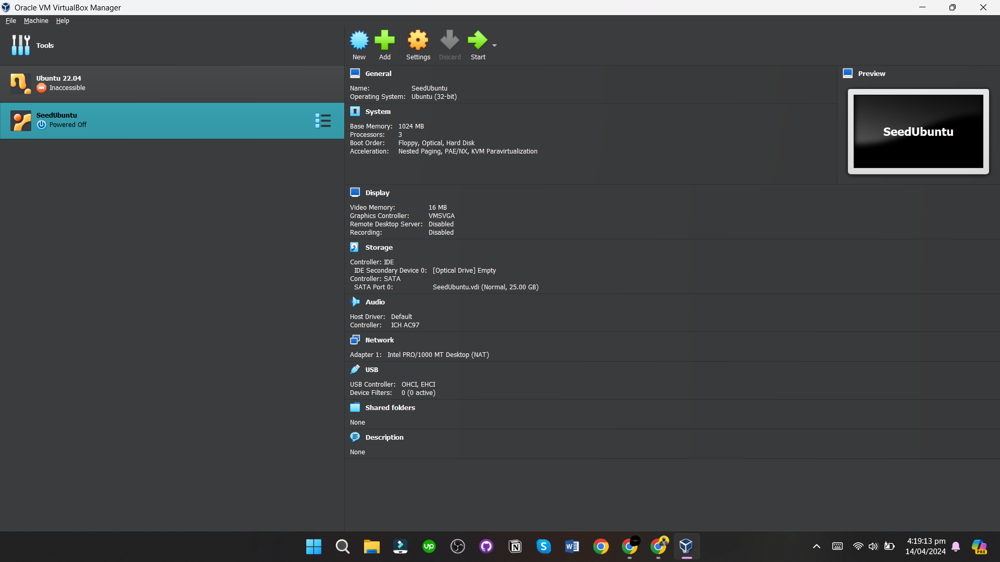 Oracle VM VirtualBox Manager
File Machine Help
Tools
New Add Settings Discard Start
Ubuntu 22.04
Inaccessible
SeedUbuntu
Powered Off
General
Name: SeedUbuntu
Operating System: Ubuntu (32-bit)
Preview
SeedUbuntu
System
Base Memory: 1024 MB
Processors: 3
Boot Order: Floppy, Optical, Hard Disk
Acceleration: Nested Paging, PAE/NX, KVM Paravirtualization
Display
Video Memory: 16 MB
Graphics Controller: VMSVGA
Remote Desktop Server: Disabled
Recording: Disabled
Storage
Controller: IDE
IDE Secondary Device 0: [Optical Drive] Empty
Controller: SATA
SATA Port 0: SeedUbuntu.vdi (Normal, 25.00 GB)
Audio
Host Driver: Default
Controller: ICH AC97
Network
Adapter 1: Intel PRO/1000 MT Desktop (NAT)
USB
USB Controller: OHCI, EHCI
Device Filters: 0 (0 active)
Shared folders
None
Description
None
up
N
S
W
4:19:13 pm
14/04/2024
PRE